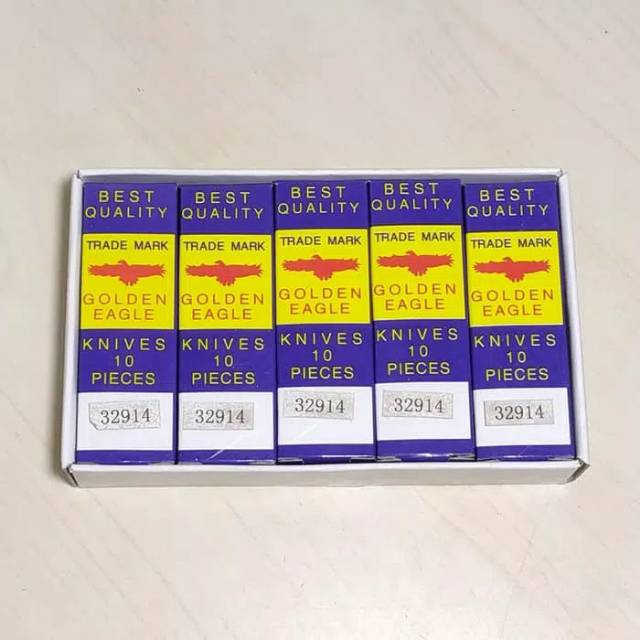 BEST
QUALITY
TRADE MARK
GOLDEN
EAGLE
KNIVES
10
PIECES
32914
BEST
QUALITY
TRADE MARK
GOLDEN
EAGLE
KNIVES
10
PIECES
32914
BEST
QUALITY
TRADE MARK
GOLDEN
EAGLE
KNIVES
10
PIECES
32914
BEST
QUALITY
TRADE MARK
GOLDEN
EAGLE
KNIVES
10
PIECES
32914
BEST
QUALITY
TRADE MARK
GOLDEN
EAGLE
KNIVES
10
PIECES
32914